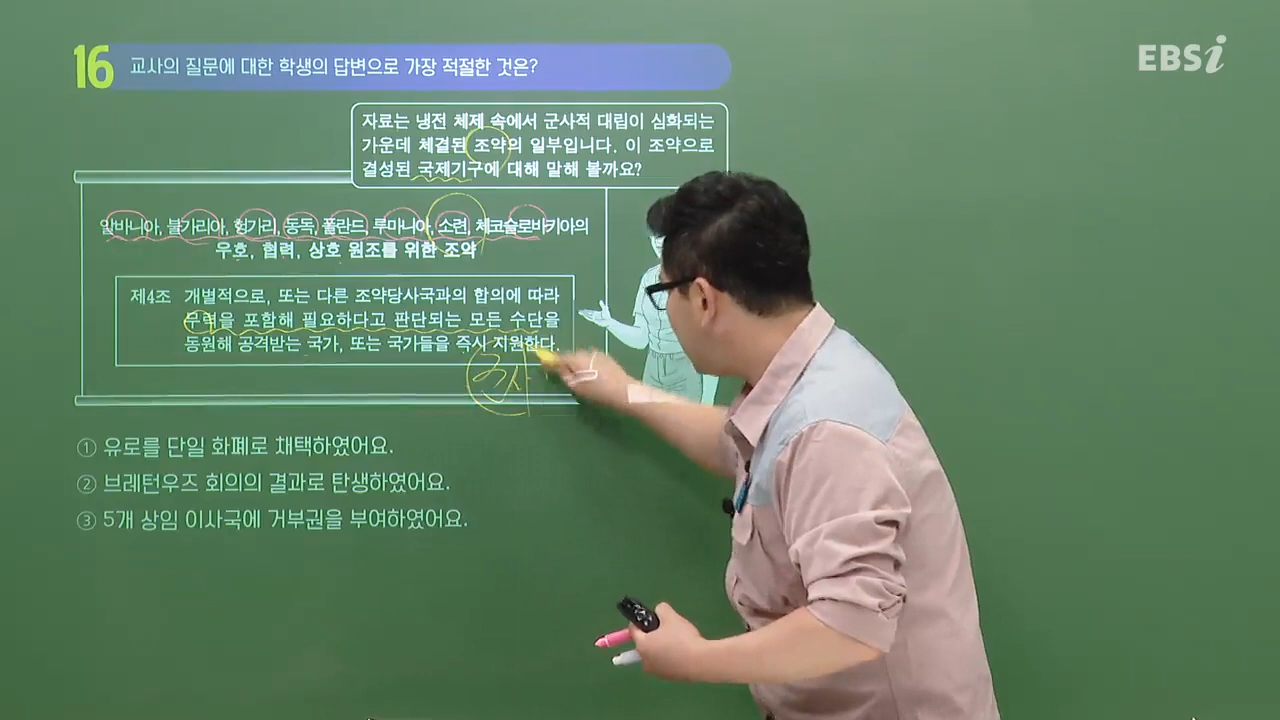 16 교사의 질문에 대한 학생의 답변으로 가장 적절한 것은?
EBSi
자료는 냉전 체제 속에서 군사적 대립이 심화되는
가운데 체결된 조약의 일부입니다. 이 조약으로
결성된 국제기구에 대해 말해 볼까요?
알바니아, 불가리아, 헝가리, 동독, 폴란드, 루마니아, 소련, 체코슬로바키아의
우호, 협력, 상호 원조를 위한 조약
제4조 개별적으로, 또는 다른 조약당사국과의 합의에 따라
무력을 포함해 필요하다고 판단되는 모든 수단을
동원해 공격받는 국가, 또는 국가들을 즉시 지원한다.
군사
① 유로를 단일 화폐로 채택하였어요.
② 브레턴우즈 회의의 결과로 탄생하였어요.
③ 5개 상임 이사국에 거부권을 부여하였어요.